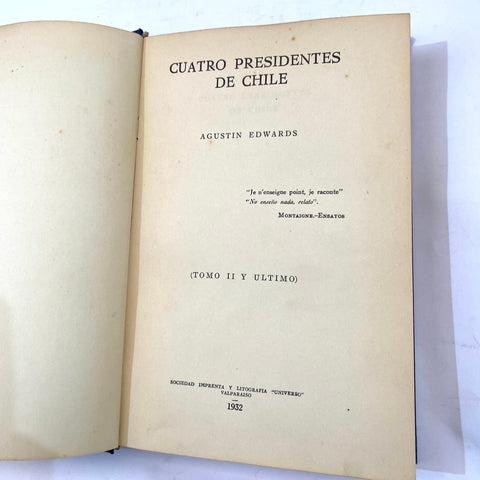 CUATRO PRESIDENTES
DE CHILE
AGUSTIN EDWARDS
"Je n'enseigne point, je raconte"
"No enseño nada, relato".
MONTAIGNE.—ENSAYOS
(TOMO II Y ULTIMO)
SOCIEDAD IMPRENTA Y LITOGRAFIA "UNIVERSO"
VALPARAISO
—
1932